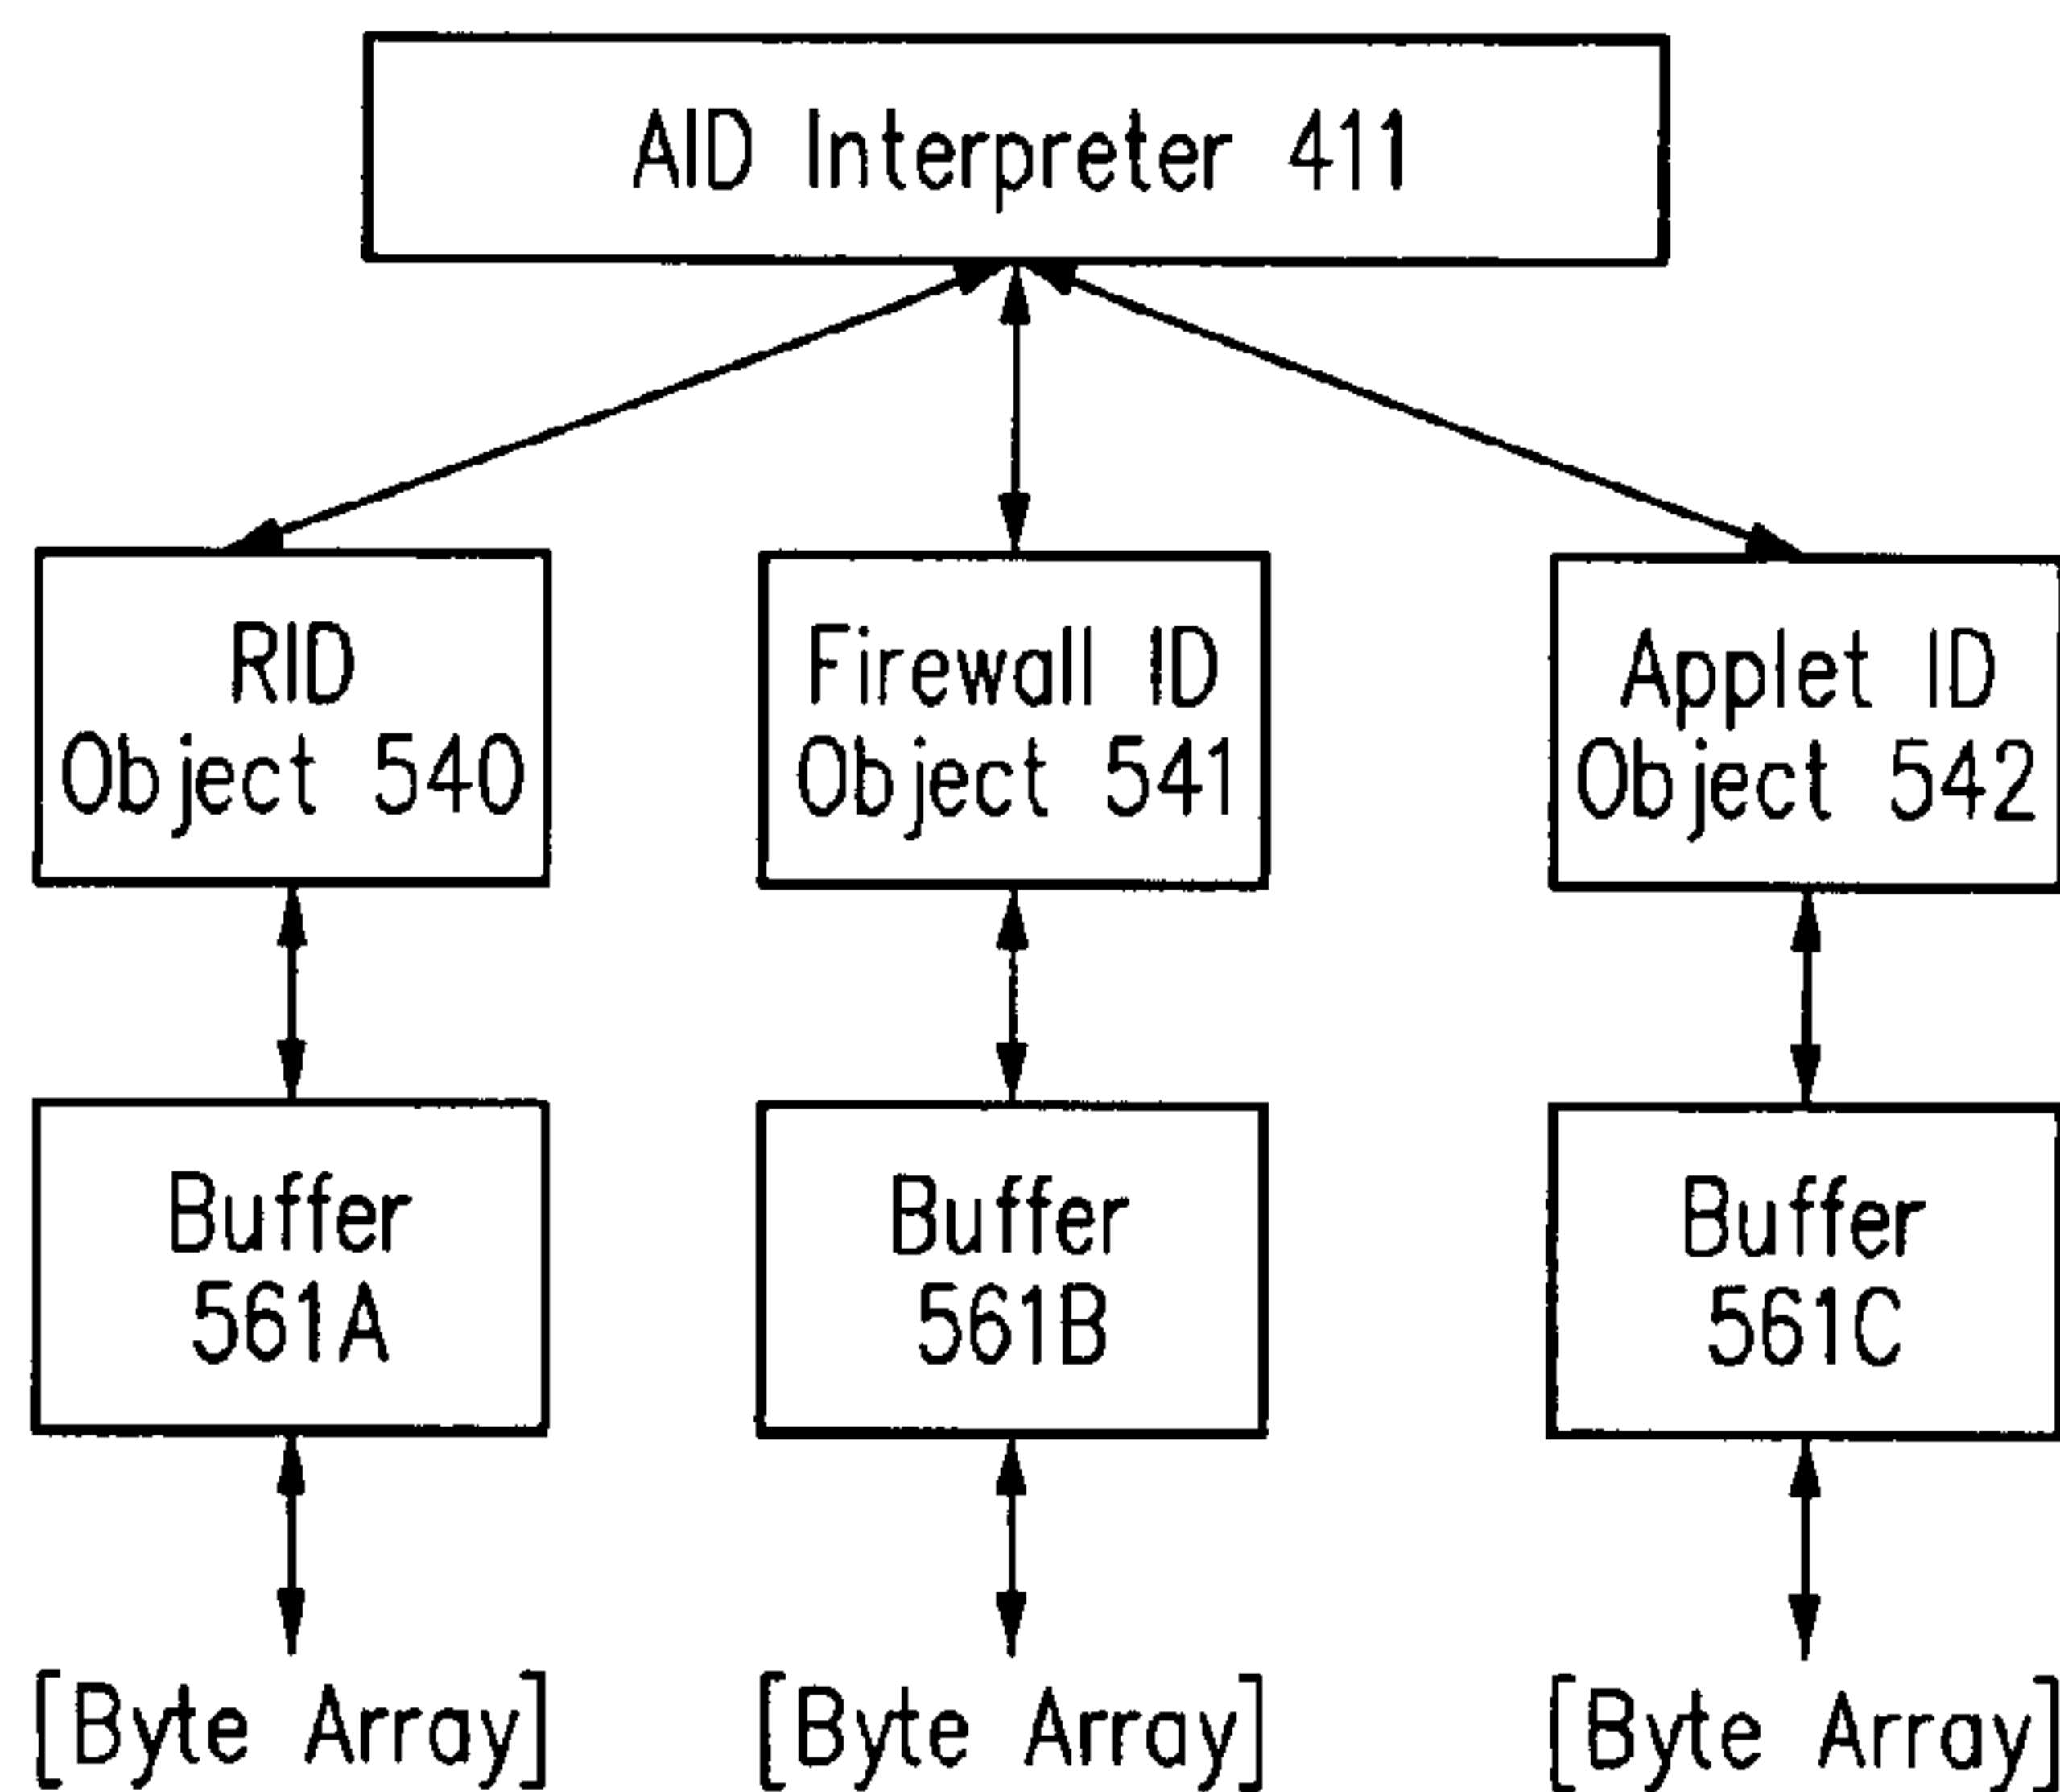 AID Interpreter 411
RID
Object 540
Firewall ID
Object 541
Applet ID
Object 542
Buffer
561A
Buffer
561B
Buffer
561C
[Byte Array]
[Byte Array]
[Byte Array]